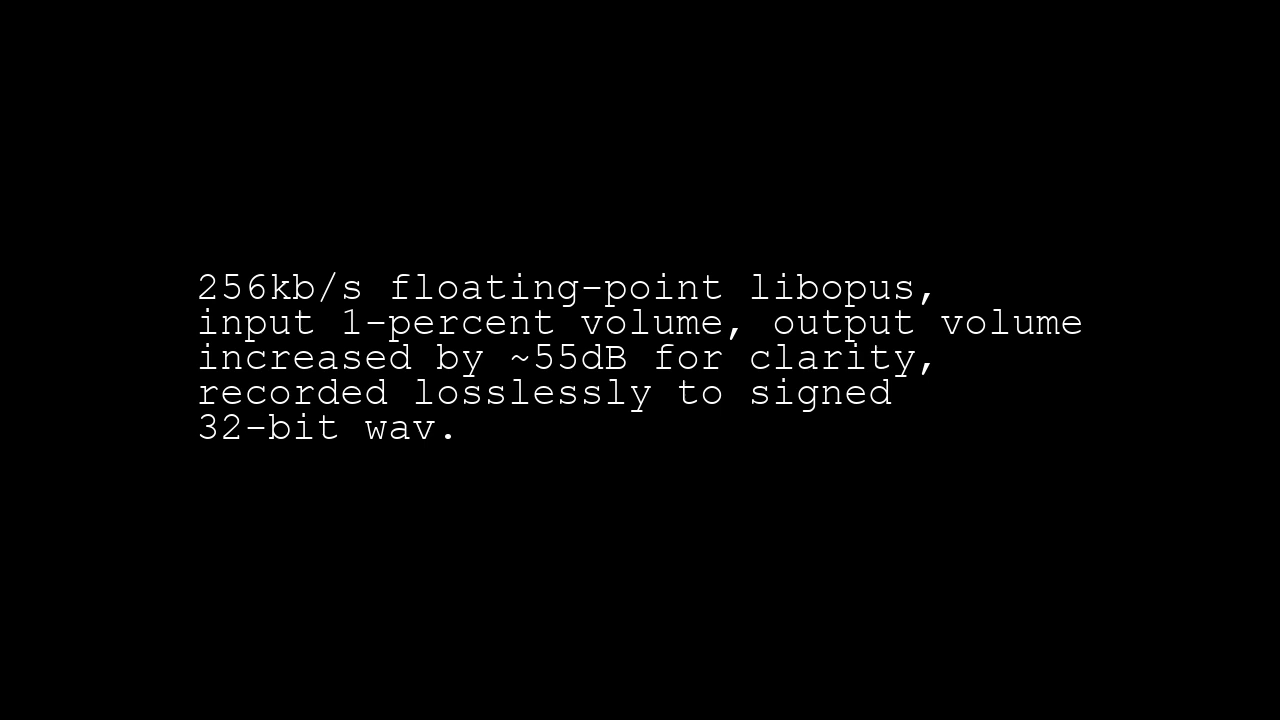 256kb/s floating-point libopus,
input 1-percent volume, output volume
increased by ~55dB for clarity,
recorded losslessly to signed
32-bit wav.